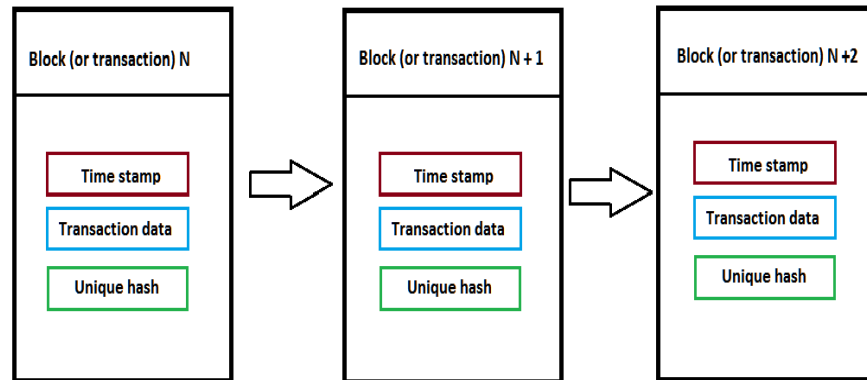 Block (or transaction) N
Time stamp
Transaction data
Unique hash
Block (or transaction) N + 1
Time stamp
Transaction data
Unique hash
Block (or transaction) N +2
Time stamp
Transaction data
Unique hash